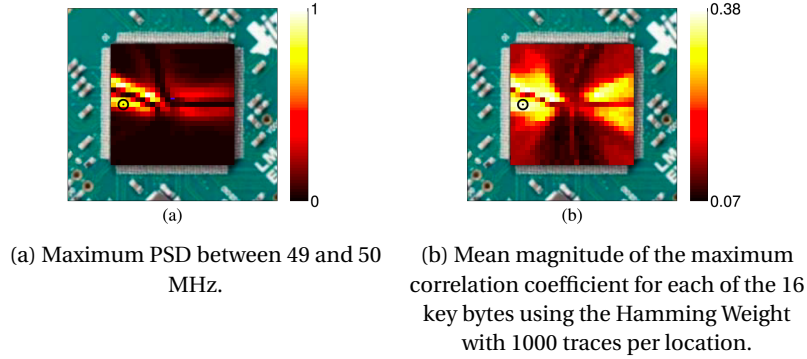 1
0
(a)
(a) Maximum PSD between 49 and 50
MHz.
0.38
0.07
(b)
(b) Mean magnitude of the maximum
correlation coefficient for each of the 16
key bytes using the Hamming Weight
with 1000 traces per location.
LM